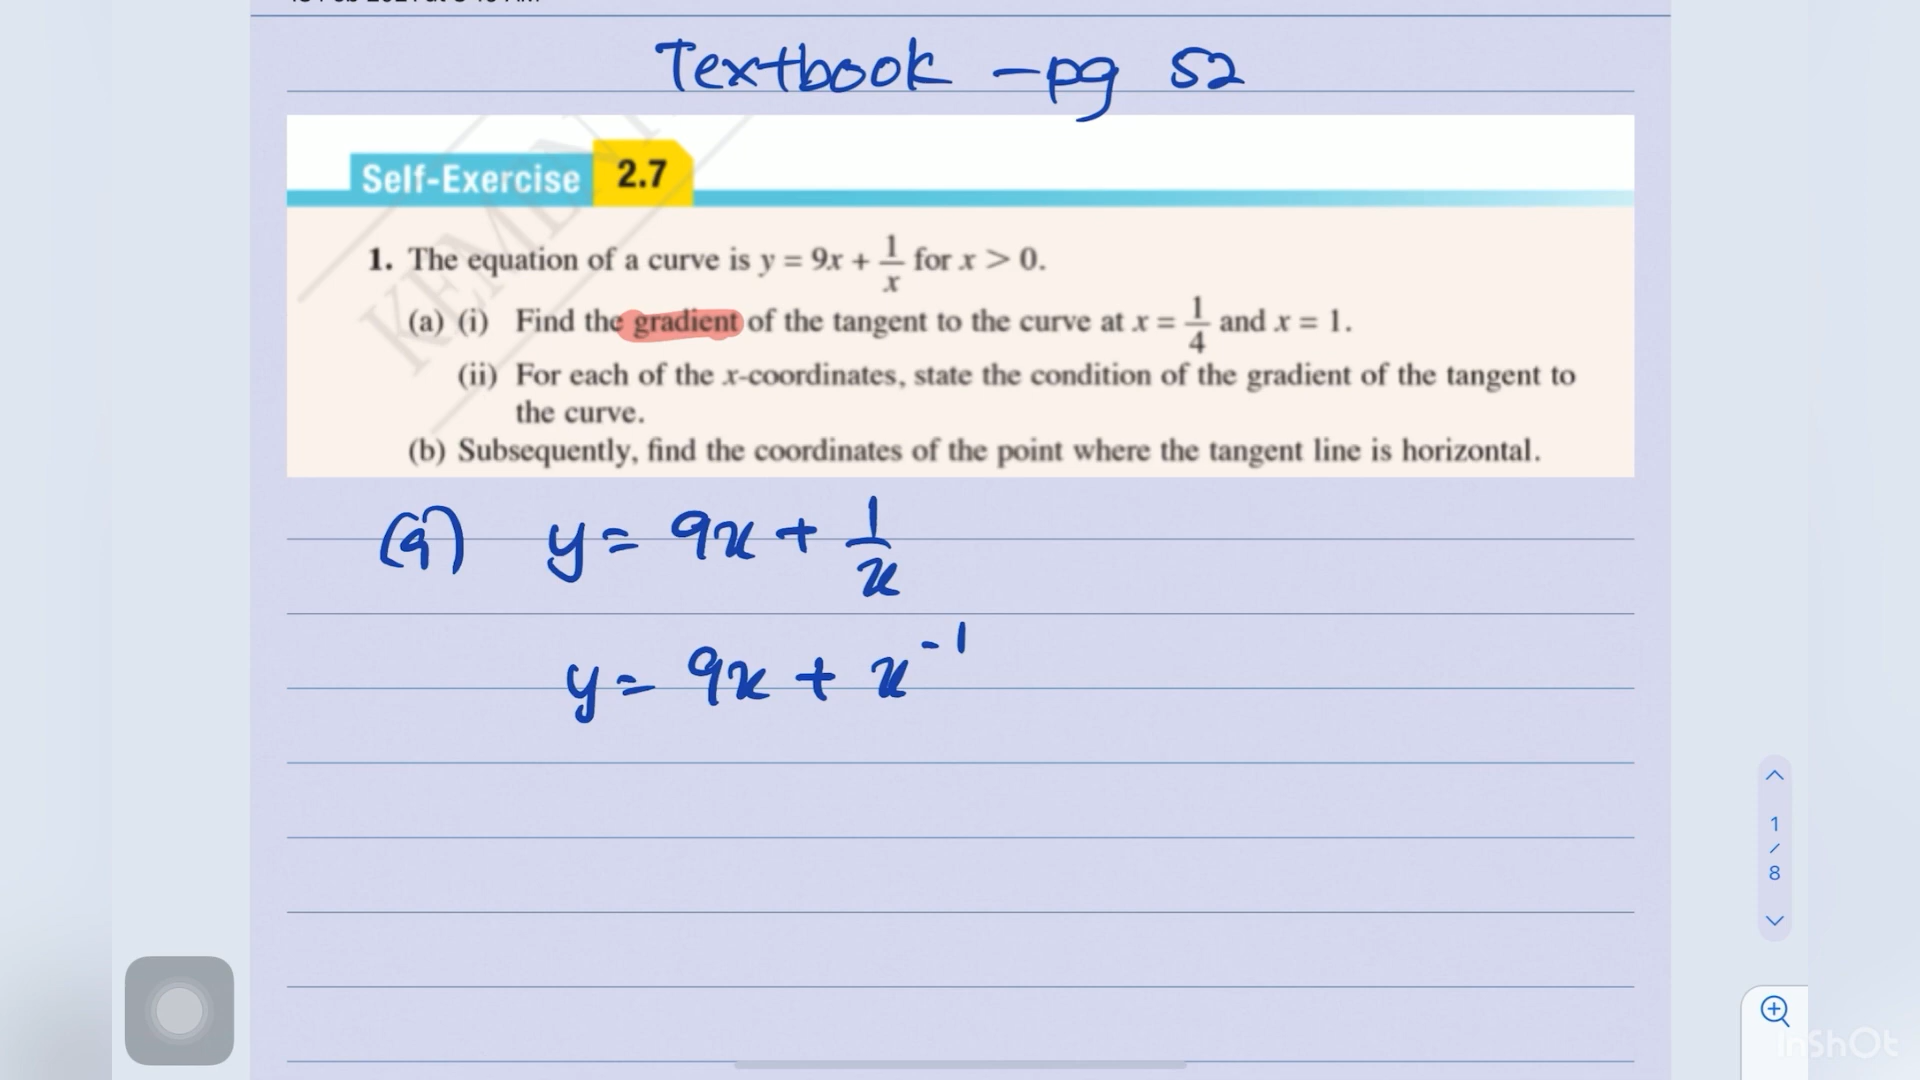 Textbook - pg 52
Self-Exercise 2.7
1. The equation of a curve is y = 9x + 1/x for x > 0.
(a) (i) Find the gradient of the tangent to the curve at x = 1/4 and x = 1.
(ii) For each of the x-coordinates, state the condition of the gradient of the tangent to
the curve.
(b) Subsequently, find the coordinates of the point where the tangent line is horizontal.
(a) y = 9x + 1/x
y = 9x + x^-1
1
/
8
InShOt